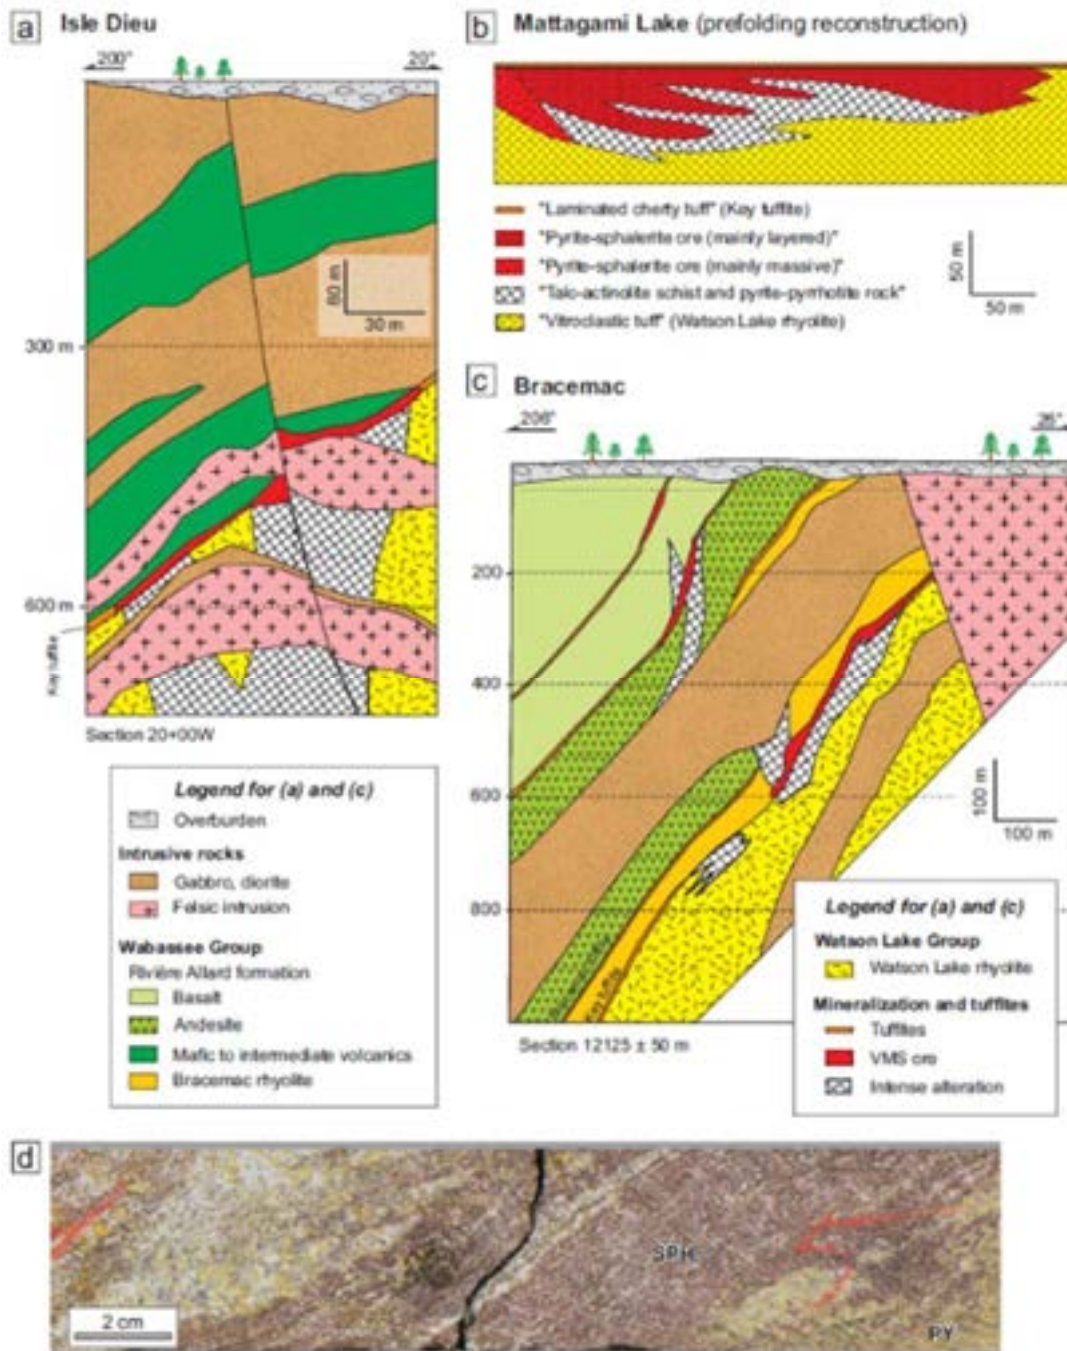 a Isle Dieu
200°
20°
80 m
30 m
300 m
600 m
Key tuffite
Section 20+00W
Legend for (a) and (c)
Overburden
Intrusive rocks
Gabbro, diorite
Felsic intrusion
Wabassee Group
Rivière Allard formation
Basalt
Andesite
Mafic to intermediate volcanics
Bracemac rhyolite
b Mattagami Lake (prefolding reconstruction)
"Laminated cherty tuff" (Key tuffite)
"Pyrite-sphalerite ore (mainly layered)"
"Pyrite-sphalerite ore (mainly massive)"
"Talc-actinolite schist and pyrite-pyrrhotite rock"
"Vitroclastic tuff" (Watson Lake rhyolite)
50 m
50 m
c Bracemac
206°
26°
200
400
600
800
100 m
100 m
Key tuffite
Section 12125 ± 50 m
Legend for (a) and (c)
Watson Lake Group
Watson Lake rhyolite
Mineralization and tuffites
Tuffites
VMS ore
Intense alteration
d
SPH
PY
2 cm